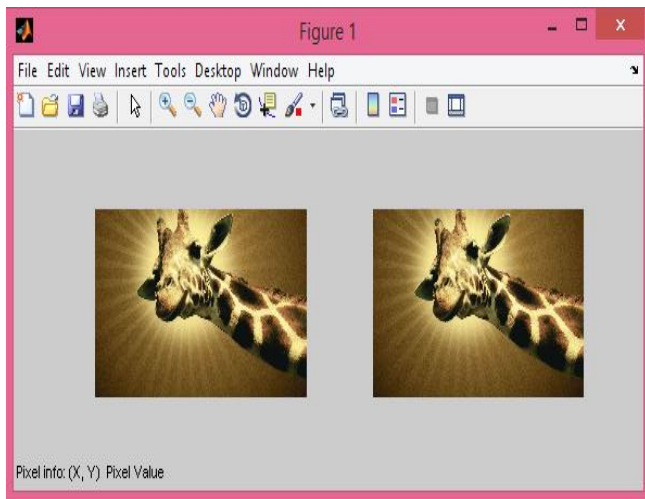 Figure 1
File Edit View Insert Tools Desktop Window Help
Pixel info: (X, Y) Pixel Value